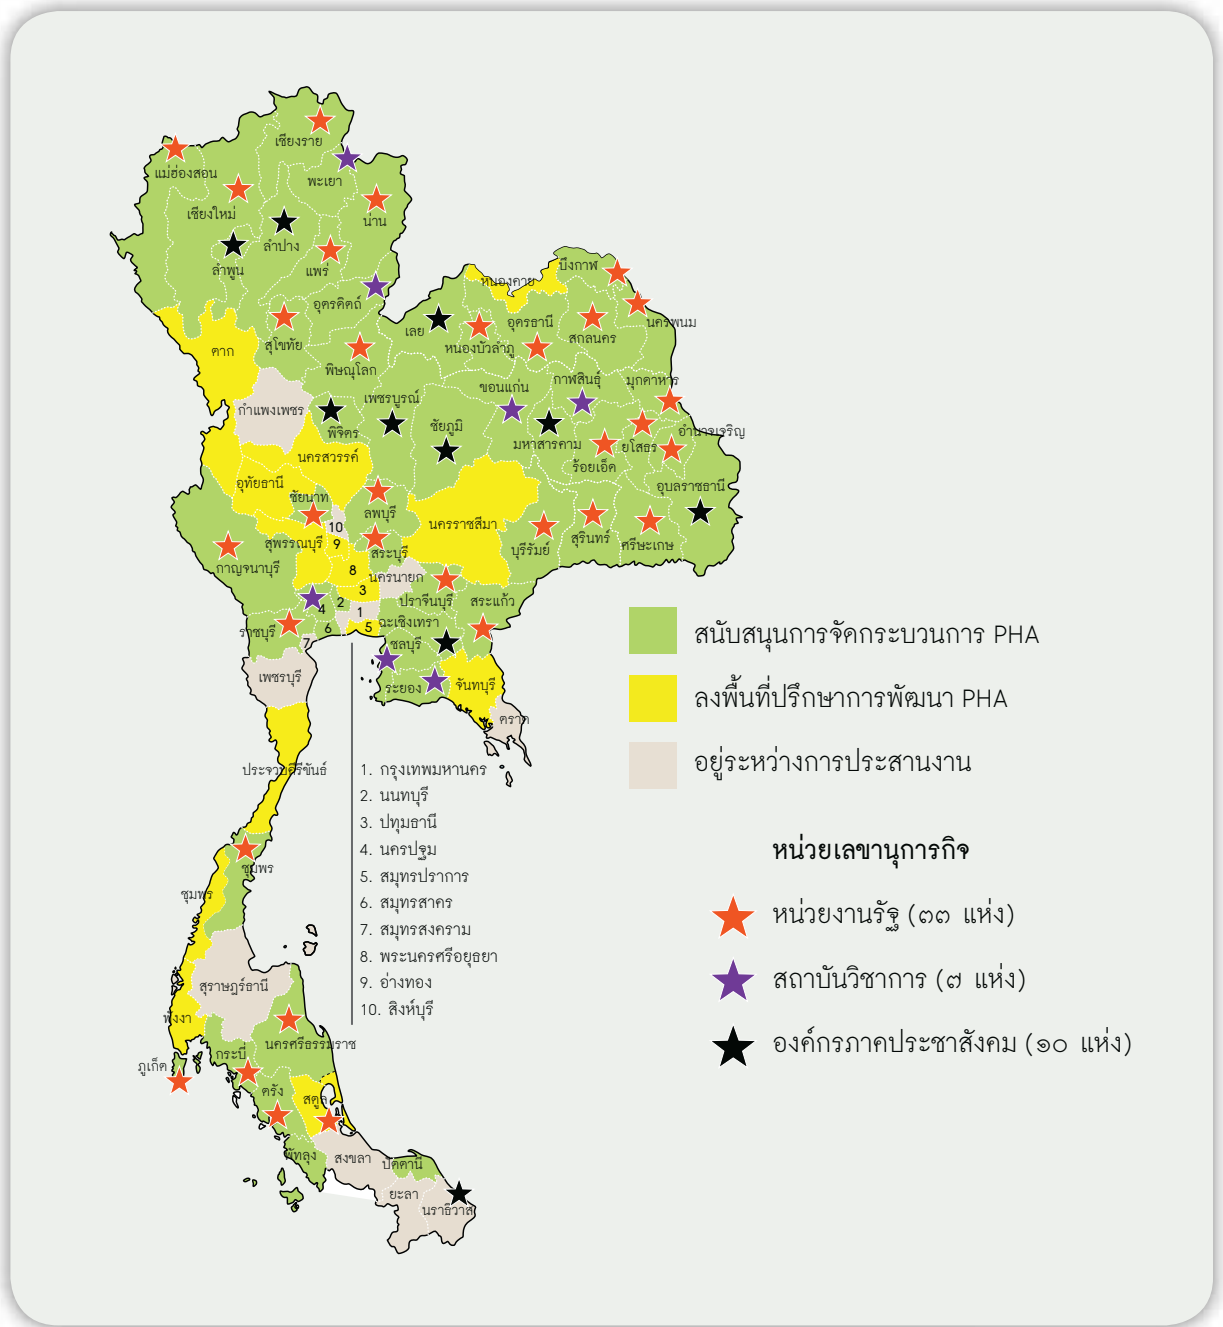 เชียงราย
แม่ฮ่องสอน
พะเยา
เชียงใหม่
น่าน
ลำปาง
ลำพูน
แพร่
บึงกาฬ
หนองคาย
อุตรดิตถ์
เลย
อุดรธานี
นครพนม
สกลนคร
หนองบัวลำภู
ตาก
สุโขทัย
พิษณุโลก
ขอนแก่น
กาฬสินธุ์
มุกดาหาร
กำแพงเพชร
เพชรบูรณ์
พิจิตร
ชัยภูมิ
มหาสารคาม
ยโสธร
อำนาจเจริญ
ร้อยเอ็ด
นครสวรรค์
อุทัยธานี
ชัยนาท
อุบลราชธานี
ลพบุรี
10
นครราชสีมา
สุพรรณบุรี
9
สระบุรี
บุรีรัมย์
สุรินทร์
ศรีษะเกษ
กาญจนบุรี
8
นครนายก
3
ปราจีนบุรี
สระแก้ว
4
2
1
ราชบุรี
6
5
ฉะเชิงเทรา
7
ชลบุรี
เพชรบุรี
ระยอง
จันทบุรี
ตราด
ประจวบคีรีขันธ์
ชุมพร
ชุมพร
สุราษฎร์ธานี
พังงา
นครศรีธรรมราช
กระบี่
ภูเก็ต
ตรัง
สตูล
พัทลุง
สงขลา
ปัตตานี
ยะลา
นราธิวาส
1. กรุงเทพมหานคร
2. นนทบุรี
3. ปทุมธานี
4. นครปฐม
5. สมุทรปราการ
6. สมุทรสาคร
7. สมุทรสงคราม
8. พระนครศรีอยุธยา
9. อ่างทอง
10. สิงห์บุรี
สนับสนุนการจัดกระบวนการ PHA
ลงพื้นที่ปรึกษาการพัฒนา PHA
อยู่ระหว่างการประสานงาน
หน่วยเลขานุการกิจ
หน่วยงานรัฐ (๓๓ แห่ง)
สถาบันวิชาการ (๗ แห่ง)
องค์กรภาคประชาสังคม (๑๐ แห่ง)